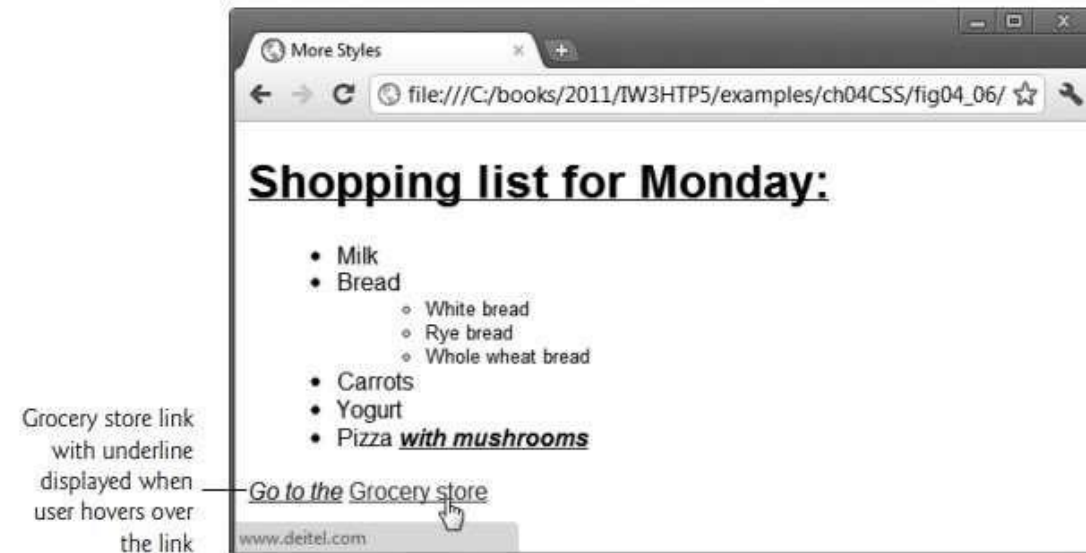 More Styles
file:///C:/books/2011/IW3HTP5/examples/ch04CSS/fig04_06/
Shopping list for Monday:
• Milk
• Bread
◦ White bread
◦ Rye bread
◦ Whole wheat bread
• Carrots
• Yogurt
• Pizza with mushrooms
Go to the Grocery store
www.deitel.com
Grocery store link
with underline
displayed when
user hovers over
the link